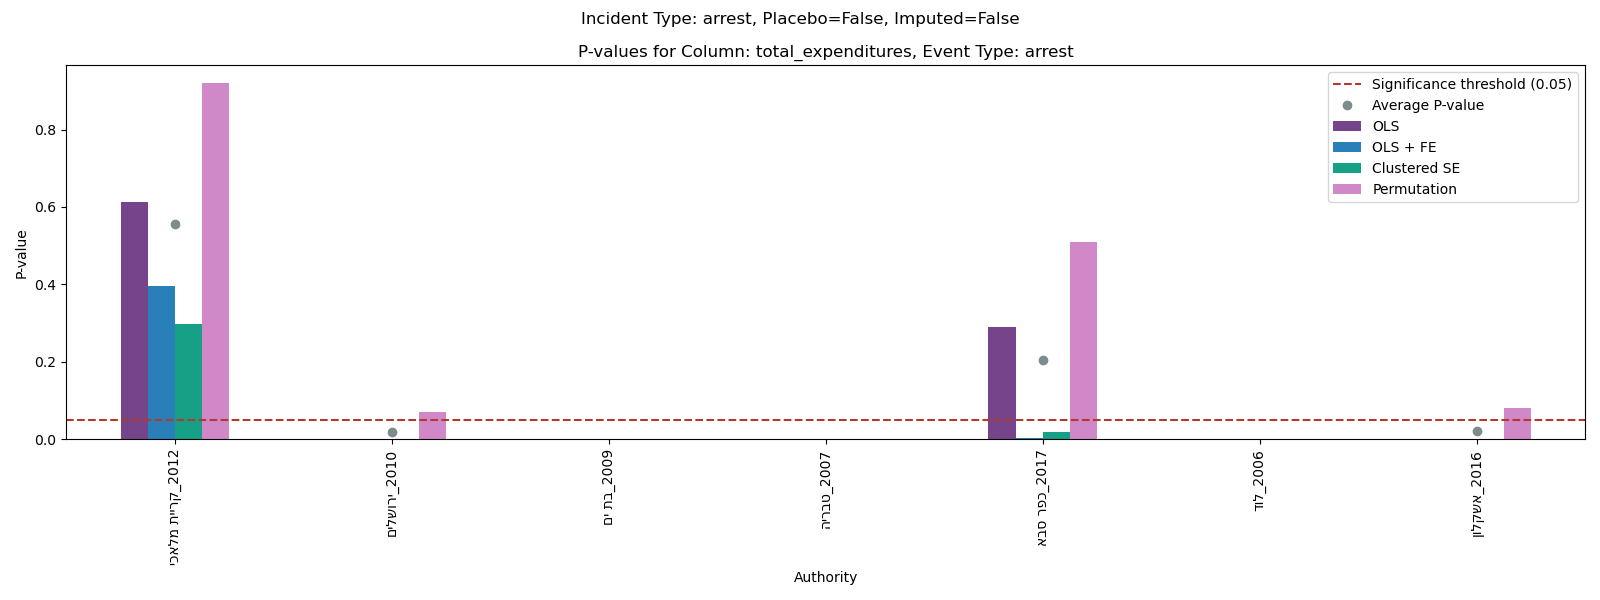 Incident Type: arrest, Placebo=False, Imputed=False
P-values for Column: total_expenditures, Event Type: arrest
P-value
0.8
0.6
0.4
0.2
0.0
Significance threshold (0.05)
Average P-value
OLS
OLS + FE
Clustered SE
Permutation
קריית מלאכי_2012
ירושלים_2010
בת ים_2009
טבריה_2007
כפר סבא_2017
לוד_2006
אשקלון_2016
Authority